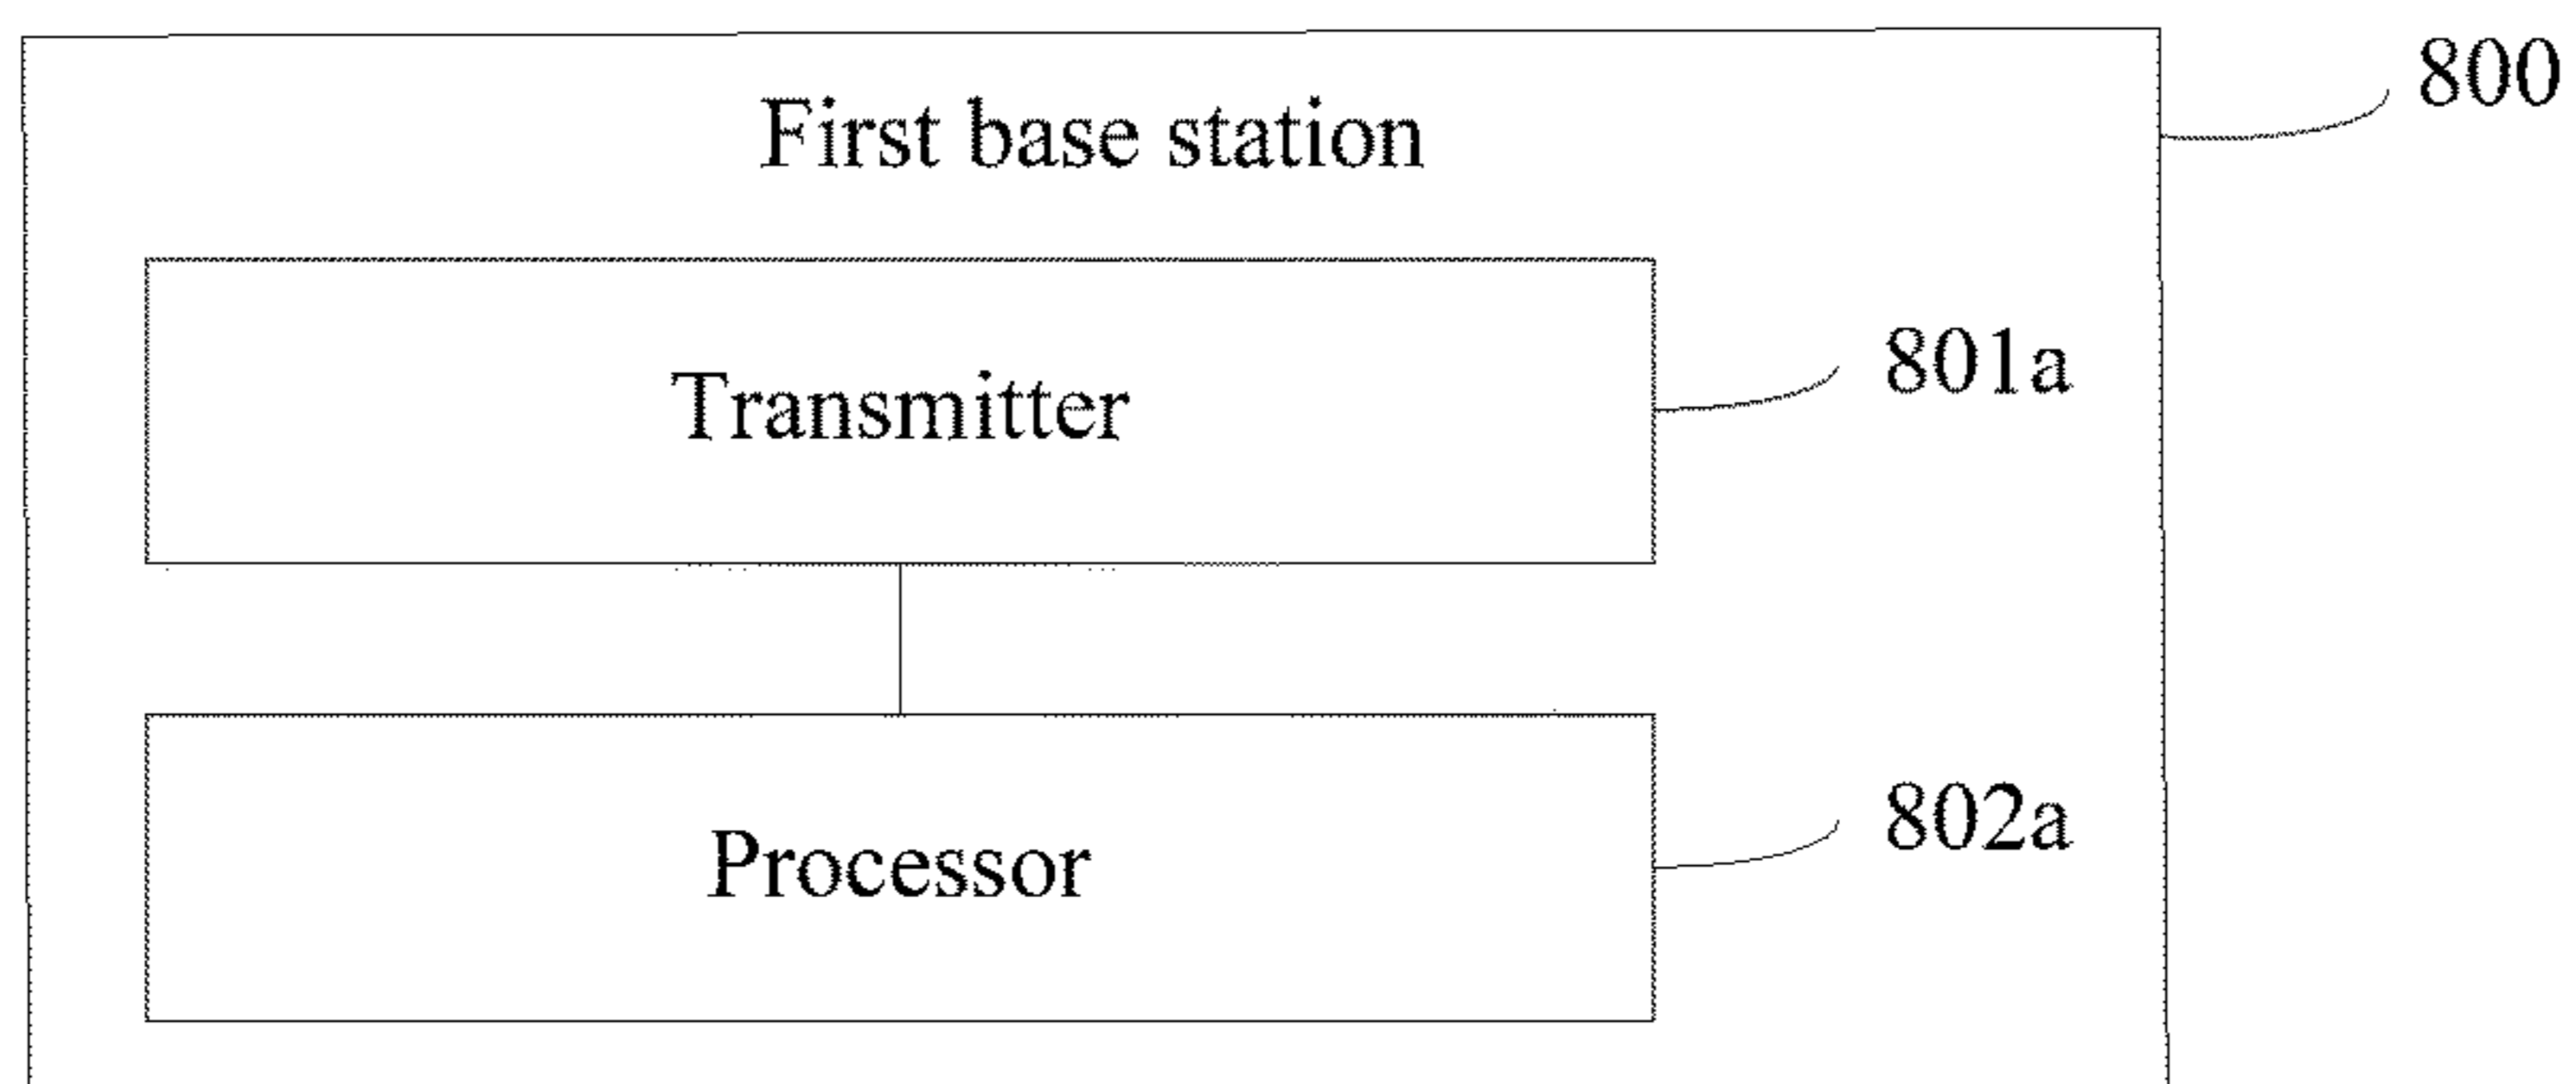 First base station
800
Transmitter
801a
Processor
802a